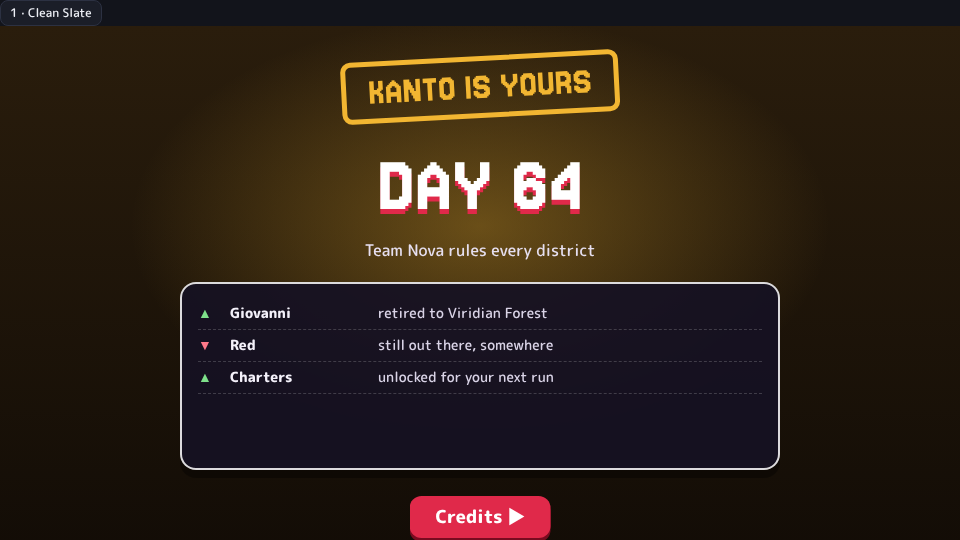 1 · Clean Slate
KANTO IS YOURS
DAY 64
Team Nova rules every district
▲ Giovanni retired to Viridian Forest
▼ Red still out there, somewhere
▲ Charters unlocked for your next run
Credits ▶